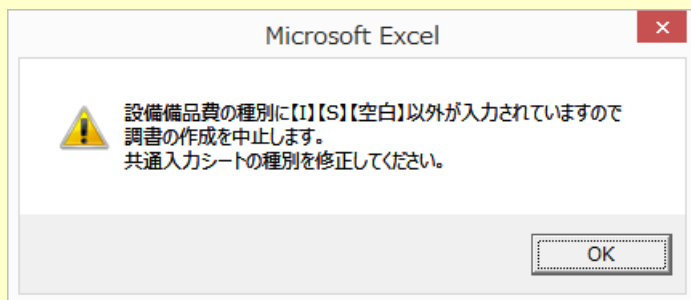 Microsoft Excel
設備備品費の種別に【I】【S】【空白】以外が入力されていますので
調書の作成を中止します。
共通入力シートの種別を修正してください。
OK